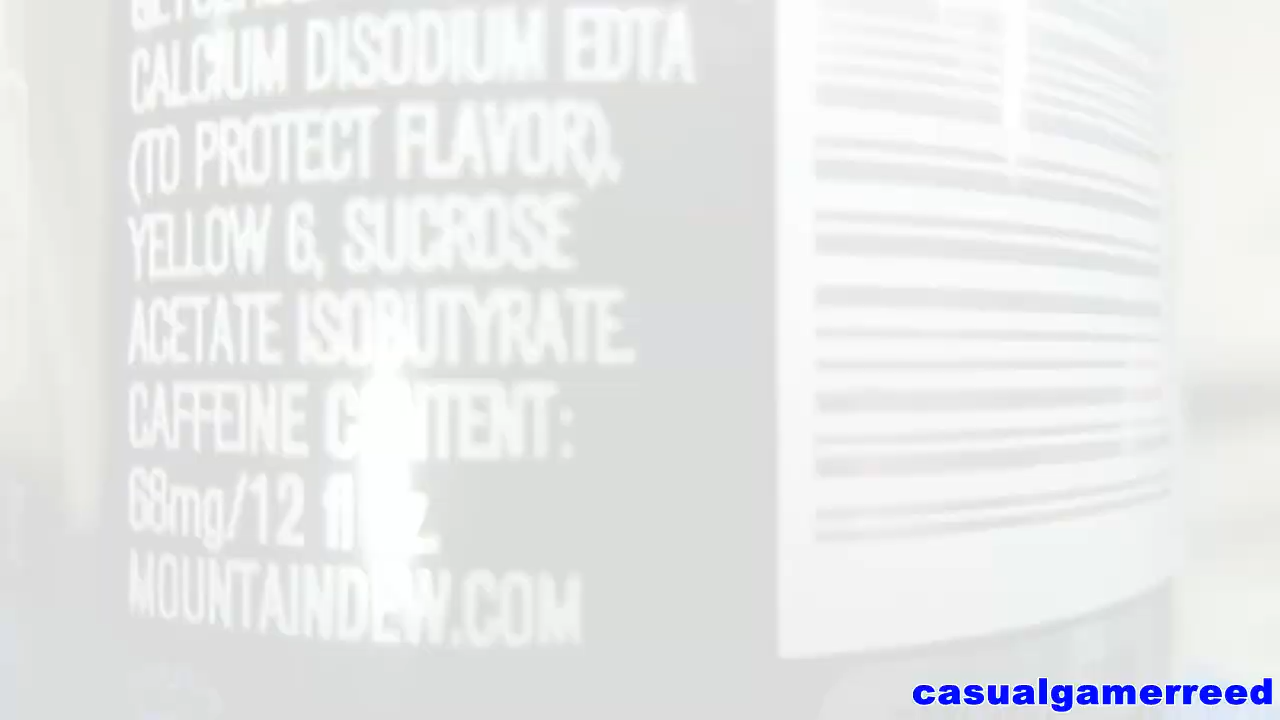 CALCIUM DISODIUM EDTA
(TO PROTECT FLAVOR),
YELLOW 6, SUCROSE
ACETATE ISOBUTYRATE
CAFFEINE CONTENT:
68mg/12 fl oz
MOUNTAINDEW.COM
casualgamerreed